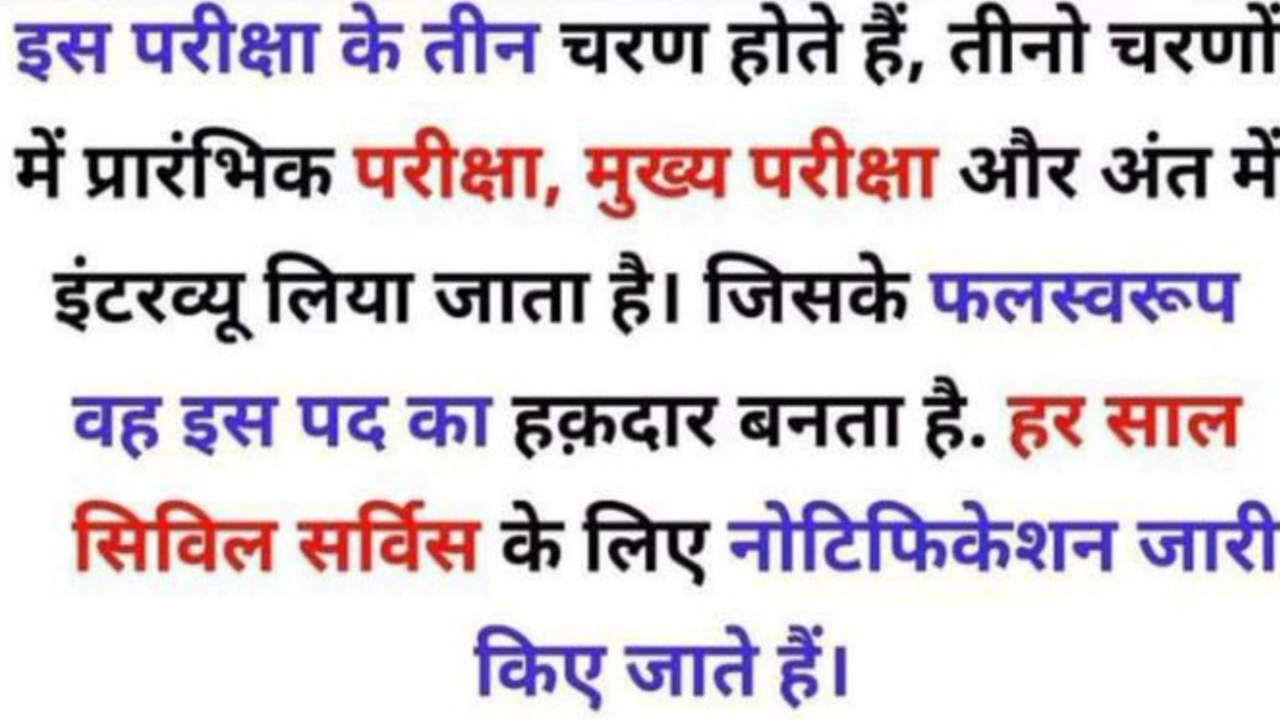 इस परीक्षा के तीन चरण होते हैं, तीनो चरणों
में प्रारंभिक परीक्षा, मुख्य परीक्षा और अंत में
इंटरव्यू लिया जाता है। जिसके फलस्वरूप
वह इस पद का हक़दार बनता है. हर साल
सिविल सर्विस के लिए नोटिफिकेशन जारी
किए जाते हैं।